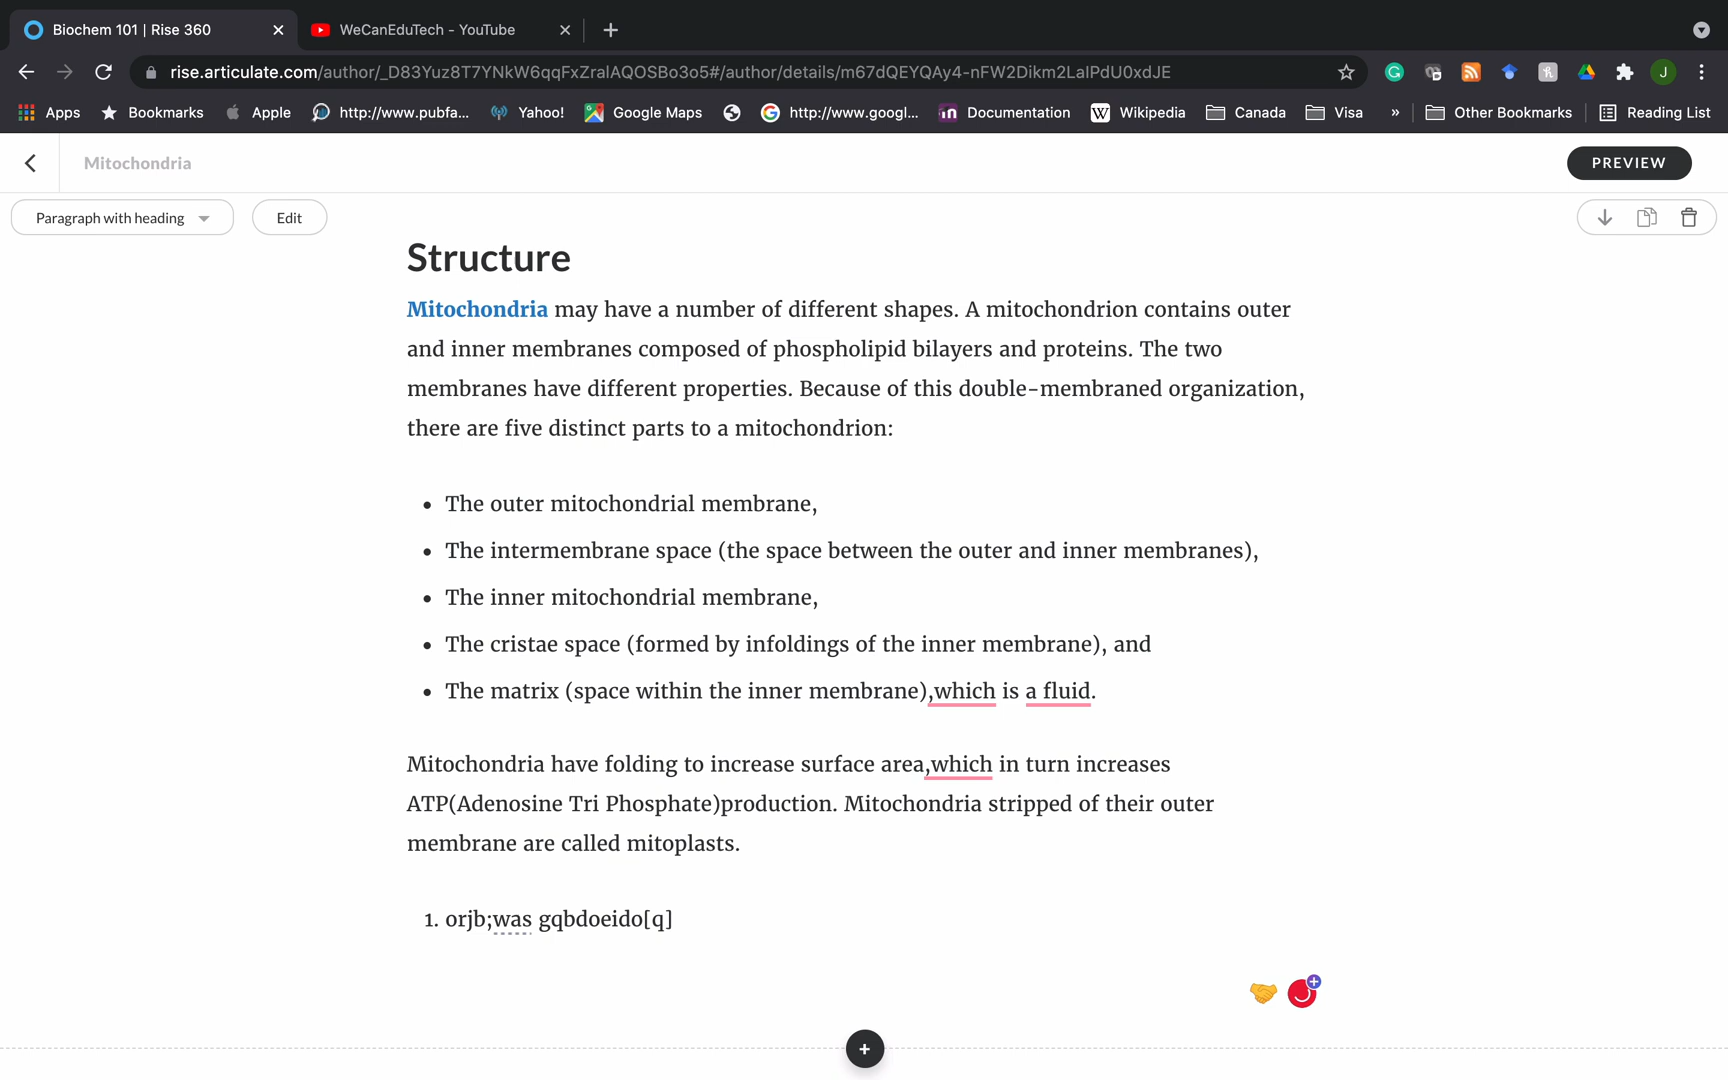 Biochem 101 | Rise 360
WeCanEduTech - YouTube
rise.articulate.com/author/_D83Yuz8T7YNkW6qqFxZralAQOSBo3o5#/author/details/m67dQEYQAy4-nFW2Dikm2LalPdU0xdJE
J
Apps
Bookmarks
Apple
http://www.pubfa...
Yahoo!
Google Maps
http://www.googl...
in Documentation
W Wikipedia
Canada
Visa
»
Other Bookmarks
Reading List
Mitochondria
PREVIEW
Paragraph with heading
Edit
Structure
Mitochondria may have a number of different shapes. A mitochondrion contains outer
and inner membranes composed of phospholipid bilayers and proteins. The two
membranes have different properties. Because of this double-membraned organization,
there are five distinct parts to a mitochondrion:
• The outer mitochondrial membrane,
• The intermembrane space (the space between the outer and inner membranes),
• The inner mitochondrial membrane,
• The cristae space (formed by infoldings of the inner membrane), and
• The matrix (space within the inner membrane),which is a fluid.
Mitochondria have folding to increase surface area,which in turn increases
ATP(Adenosine Tri Phosphate)production. Mitochondria stripped of their outer
membrane are called mitoplasts.
1. orjb;was gqbdoeido[q]